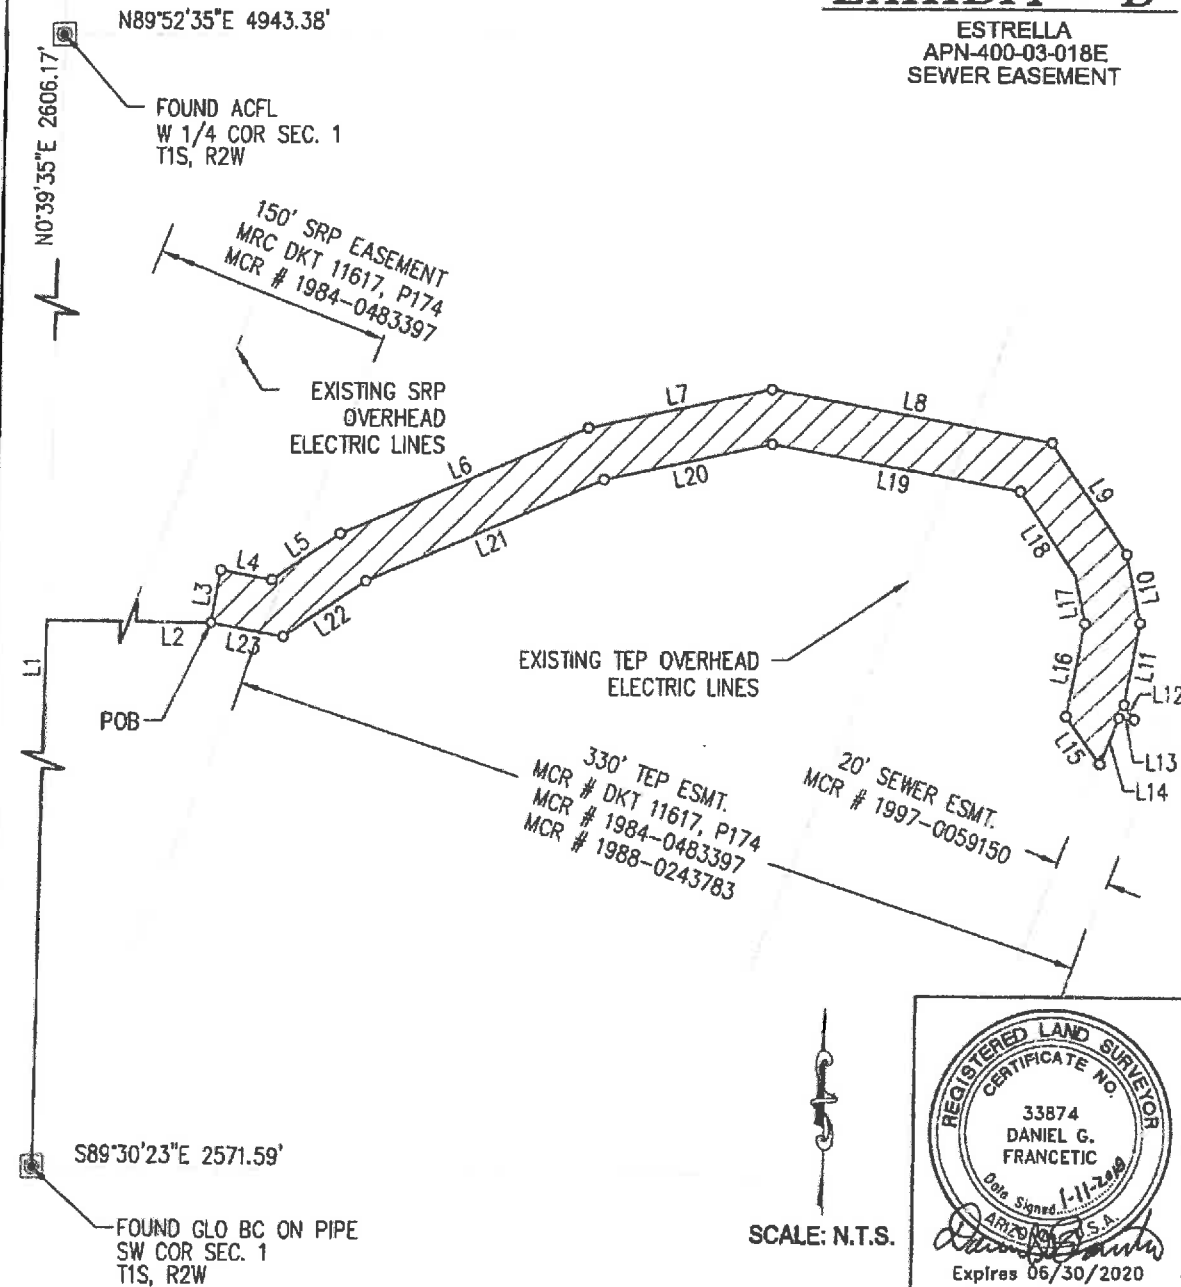 ESTRELLA
APN-400-03-018E
SEWER EASEMENT
N89°52'35"E 4943.38'
N0°39'35"E 2606.17'
FOUND ACFL
W 1/4 COR SEC. 1
T1S, R2W
150' SRP EASEMENT
MRC DKT 11617, P174
MCR # 1984-0483397
EXISTING SRP
OVERHEAD
ELECTRIC LINES
L7
L8
L6
L20
L19
L9
L5
L21
L18
L4
L10
L3
L17
L22
L2
L23
L1
L16
L11
L12
POB
EXISTING TEP OVERHEAD
ELECTRIC LINES
L15
L13
L14
330' TEP ESMT.
MCR # DKT 11617, P174
MCR # 1984-0483397
MCR # 1988-0243783
20' SEWER ESMT.
MCR # 1997-0059150
S89°30'23"E 2571.59'
FOUND GLO BC ON PIPE
SW COR SEC. 1
T1S, R2W
SCALE: N.T.S.
REGISTERED LAND SURVEYOR
CERTIFICATE NO.
33874
DANIEL G.
FRANCETIC
Date Signed
ARIZONA U.S.A.
Expires 06/30/2020